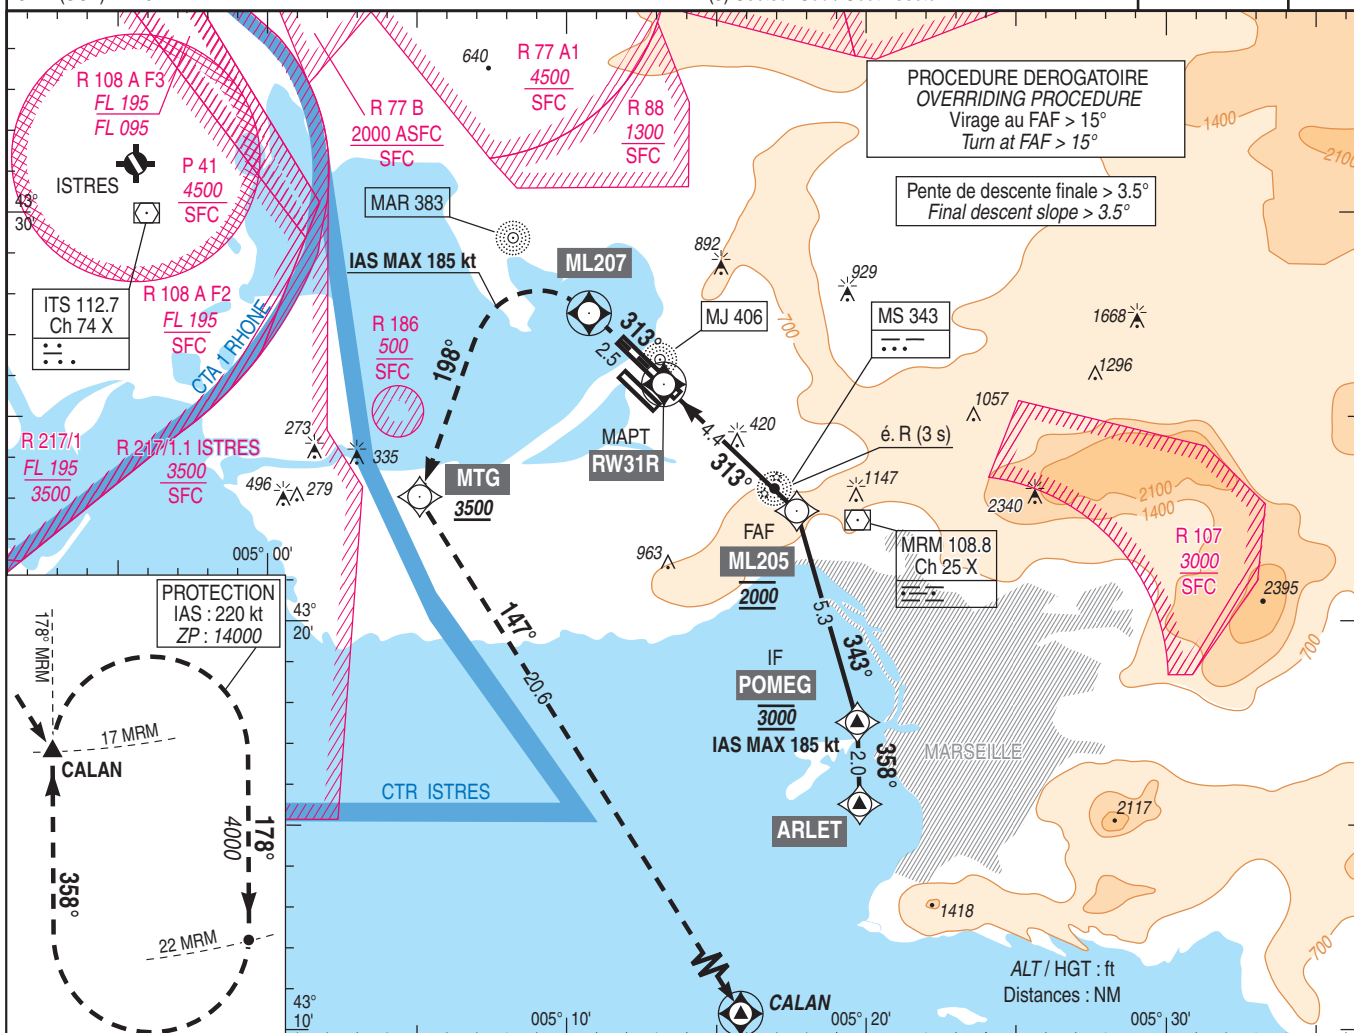 640
R 77 A1
4500
SFC
R 108 A F3
FL 195
FL 095
R 77 B
2000 ASFC
SFC
R 88
1300
SFC
PROCEDURE DEROGATOIRE
OVERRIDING PROCEDURE
Virage au FAF > 15°
Turn at FAF > 15°
1400
2100
P 41
4500
SFC
ISTRES
43°
30'
MAR 383
Pente de descente finale > 3.5°
Final descent slope > 3.5°
IAS MAX 185 kt
ML207
892
929
ITS 112.7
Ch 74 X
R 108 A F2
FL 195
SFC
CTA 1 RHONE
R 186
500
SFC
MJ 406
MS 343
700
1668
313°
2.5
198°
1296
1057
R 217/1
FL 195
3500
R 217/1.1 ISTRES
3500
SFC
273
335
496
279
MAPT
RW31R
4.4
420
313°
é. R (3 s)
1147
MTG
3500
2340
2100
1400
R 107
3000
SFC
005° 00'
963
FAF
ML205
2000
MRM 108.8
Ch 25 X
2395
PROTECTION
IAS : 220 kt
ZP : 14000
43°
20'
178° MRM
147°
20.6
5.3
343°
IF
POMEG
3000
IAS MAX 185 kt
700
17 MRM
CALAN
MARSEILLE
2.0
358°
CTR ISTRES
ARLET
2117
178°
4000
358°
22 MRM
1418
700
ALT / HGT : ft
Distances : NM
CALAN
43°
10'
005° 10'
005° 20'
005° 30'